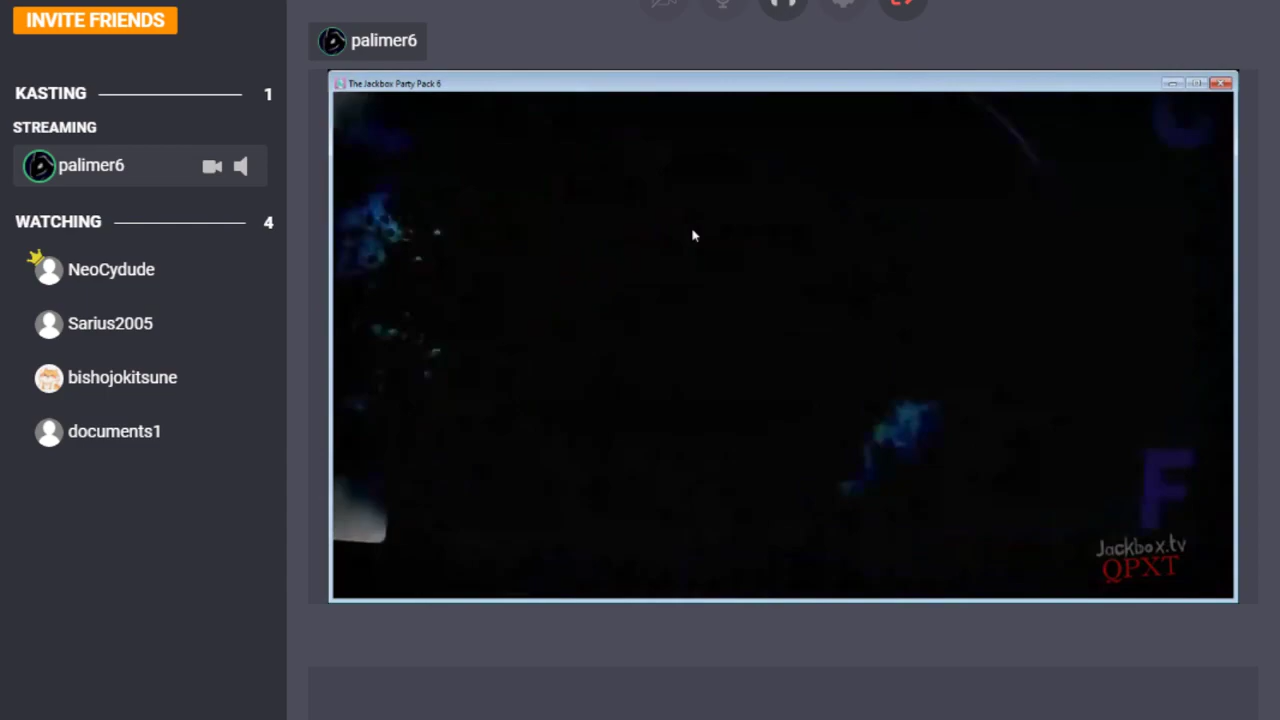 INVITE FRIENDS
palimer6
The Jackbox Party Pack 6
KASTING 1
STREAMING
palimer6
WATCHING 4
NeoCydude
Sarius2005
bishojokitsune
documents1
F
Jackbox.tv
QPXT